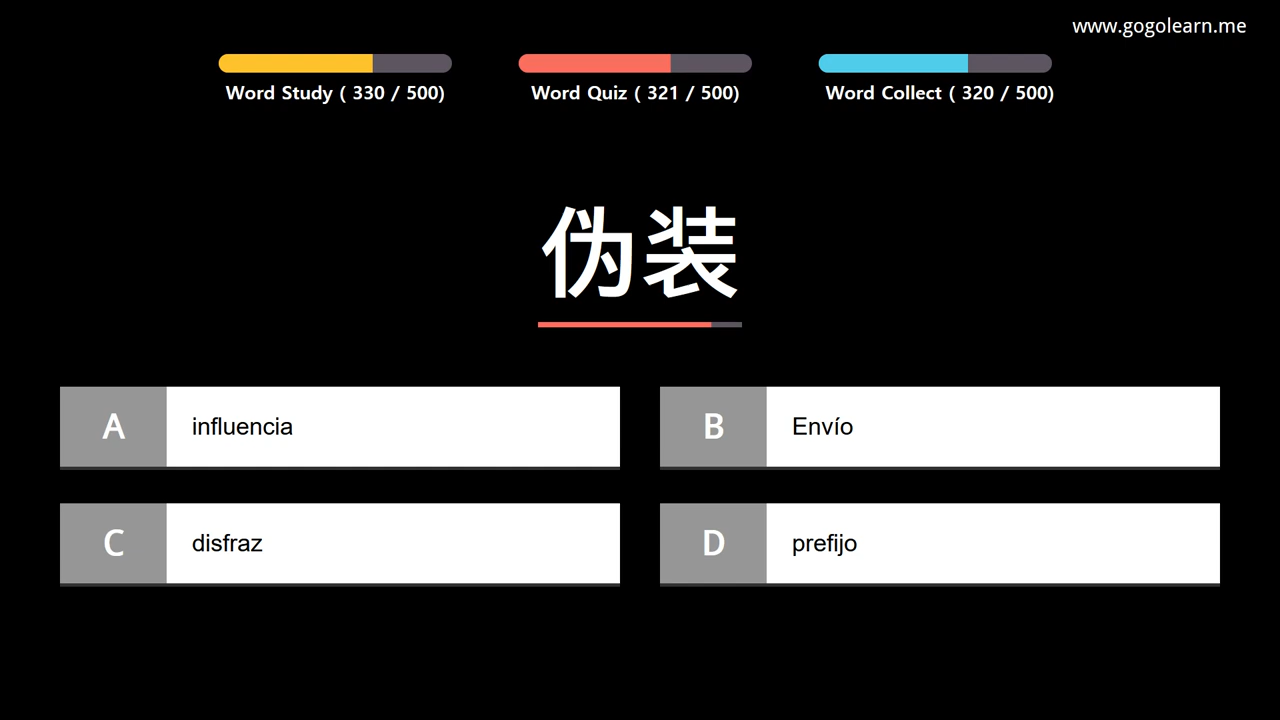 www.gogolearn.me
Word Study ( 330 / 500)
Word Quiz ( 321 / 500)
Word Collect ( 320 / 500)
伪装
A influencia
B Envío
C disfraz
D prefijo